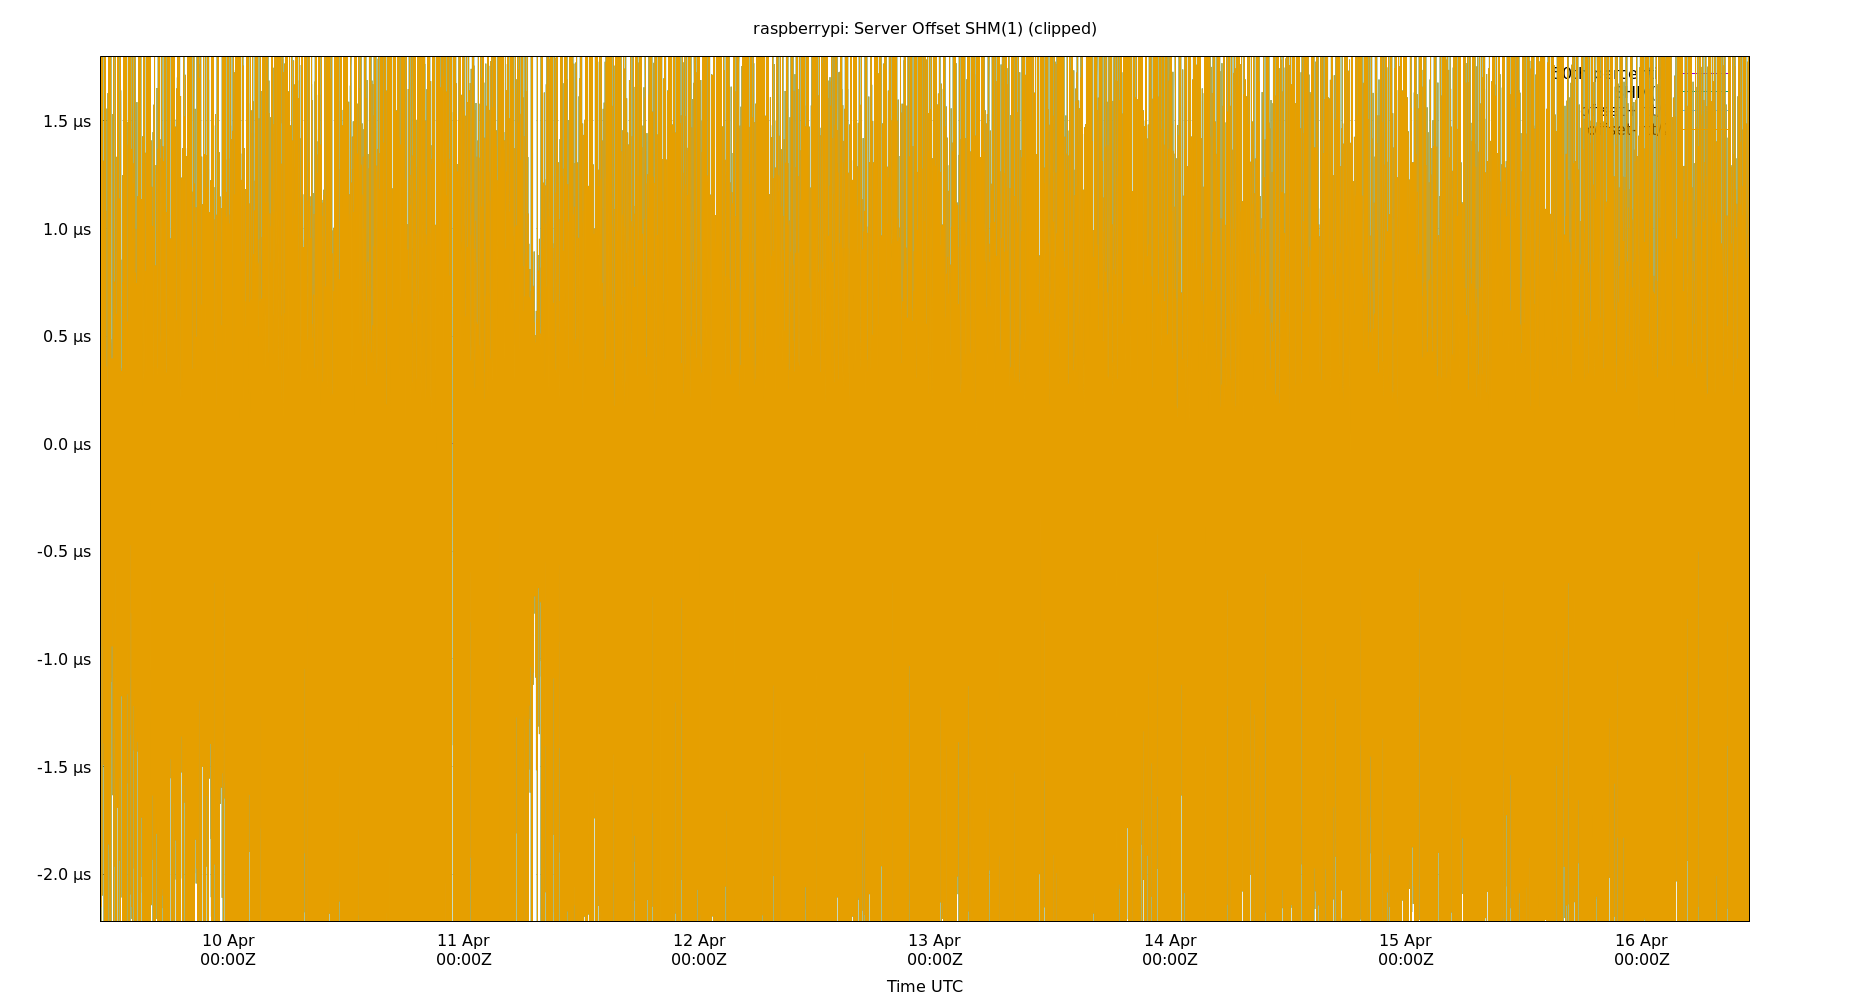 raspberrypi: Server Offset SHM(1) (clipped)
1.5 µs
1.0 µs
0.5 µs
0.0 µs
-0.5 µs
-1.0 µs
-1.5 µs
-2.0 µs
10 Apr 11 Apr 12 Apr 13 Apr 14 Apr 15 Apr 16 Apr
00:00Z 00:00Z 00:00Z 00:00Z 00:00Z 00:00Z 00:00Z
Time UTC